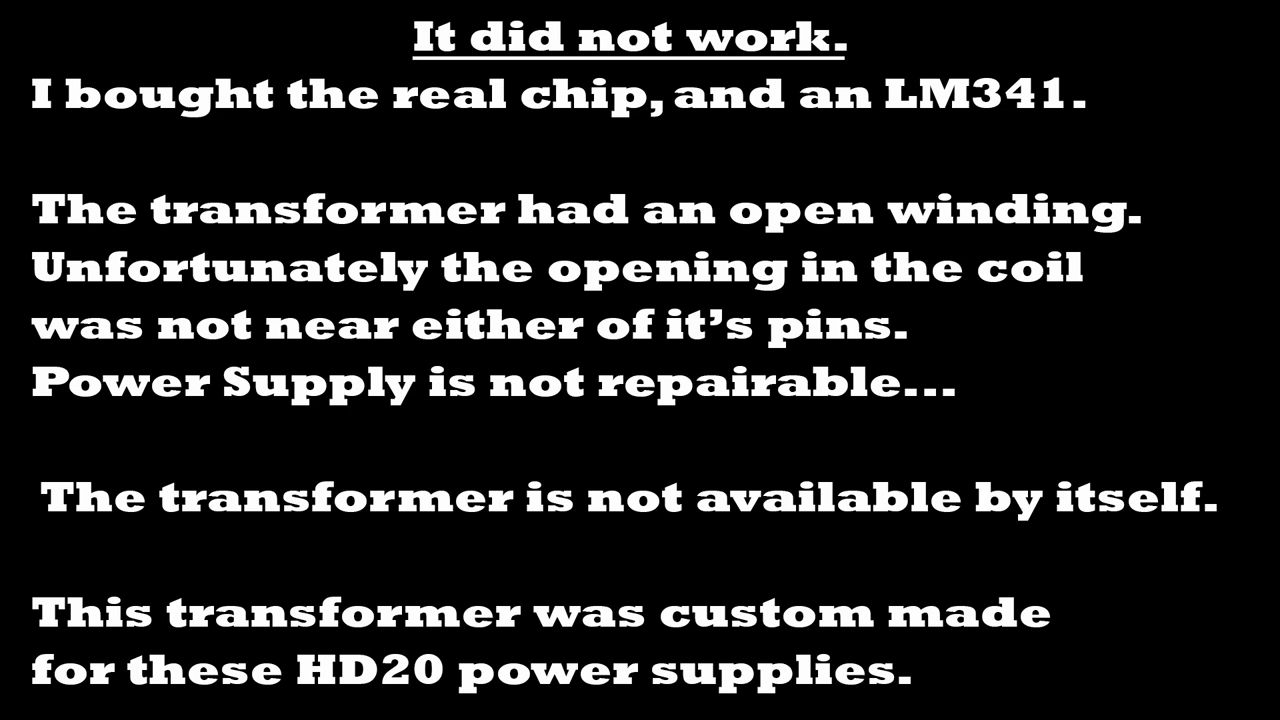 It did not work.
I bought the real chip, and an LM341.
The transformer had an open winding.
Unfortunately the opening in the coil
was not near either of it’s pins.
Power Supply is not repairable...
The transformer is not available by itself.
This transformer was custom made
for these HD20 power supplies.